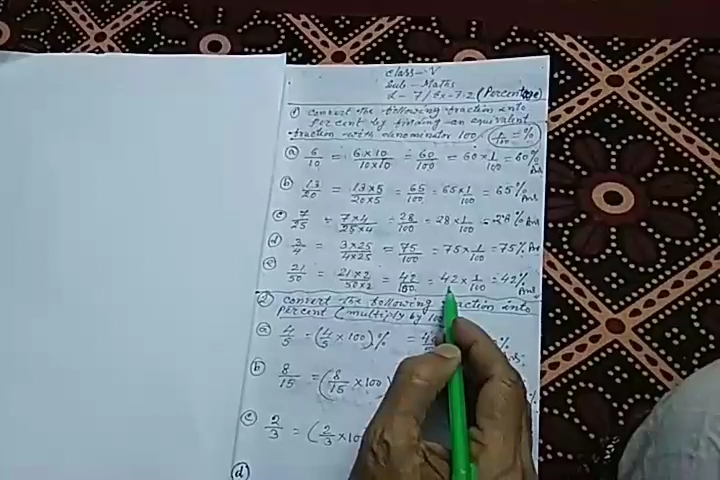 Class - V
Sub - Maths
L - 7 / Ex - 7.2 (Percentage)
① Convert the following fraction into
percent by finding an equivalent
fraction with denominator 100 (1/100 = %)
ⓐ 6/10 = 6×10/10×10 = 60/100 = 60×1/100 = 60% Ans
ⓑ 13/20 = 13×5/20×5 = 65/100 = 65×1/100 = 65% Ans
ⓒ 7/25 = 7×4/25×4 = 28/100 = 28×1/100 = 28% Ans
ⓓ 3/4 = 3×25/4×25 = 75/100 = 75×1/100 = 75% Ans
ⓔ 21/50 = 21×2/50×2 = 42/100 = 42×1/100 = 42% Ans
② Convert the following fraction into
percent (multiply by 100
ⓐ 4/5 = (4/5 ×100)% = %
ⓑ 8/15 = (8/15 ×100 %
ⓒ 2/3 = (2/3 ×10
ⓓ